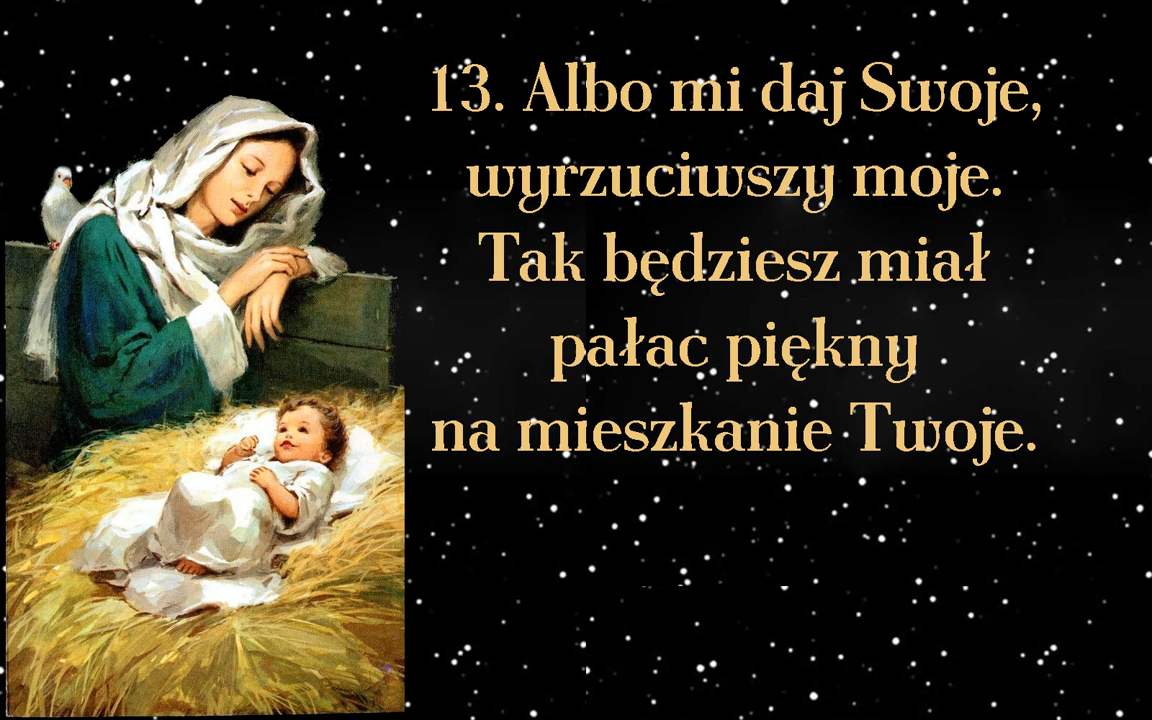 13. Albo mi daj Swoje,
wyrzuciwszy moje.
Tak będziesz miał
pałac piękny
na mieszkanie Twoje.